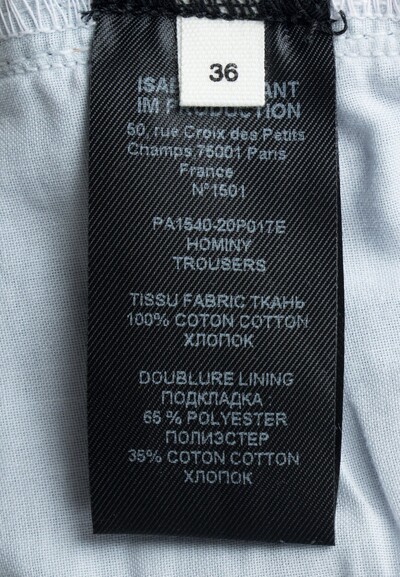 36
IM PRODUCTION
50, rue Croix des Petits
Champs 75001 Paris
France
N°1501
PA1540-20P017E
HOMINY
TROUSERS
TISSU FABRIC ТКАНЬ
100% COTON COTTON
ХЛОПОК
DOUBLURE LINING
ПОДКЛАДКА :
65 % POLYESTER
ПОЛИЭСТЕР
35% COTON COTTON
ХЛОПОК